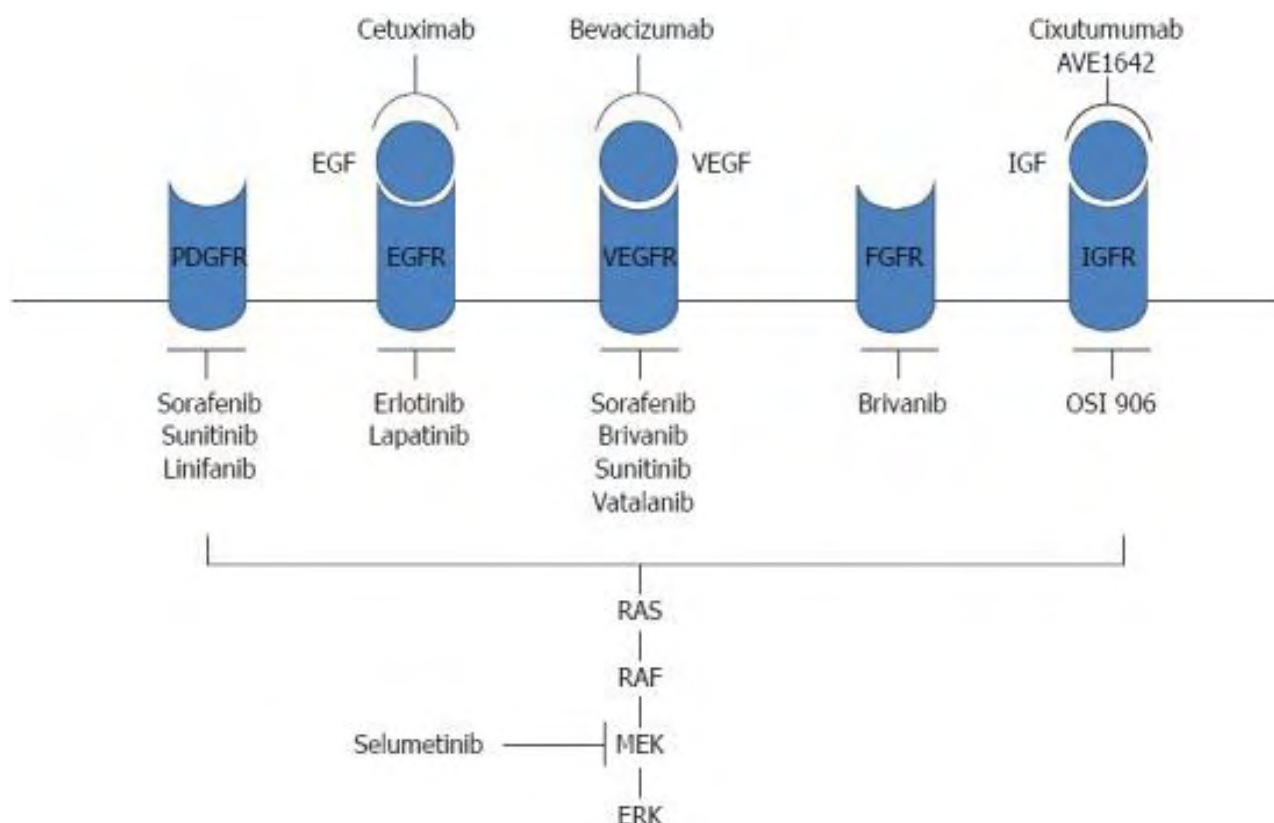 Cetuximab
Bevacizumab
Cixutumumab
AVE1642
EGF
VEGF
IGF
PDGFR
EGFR
VEGFR
FGFR
IGFR
Sorafenib
Sunitinib
Linifanib
Erlotinib
Lapatinib
Sorafenib
Brivanib
Sunitinib
Vatalanib
Brivanib
OSI 906
RAS
RAF
Selumetinib
MEK
ERK